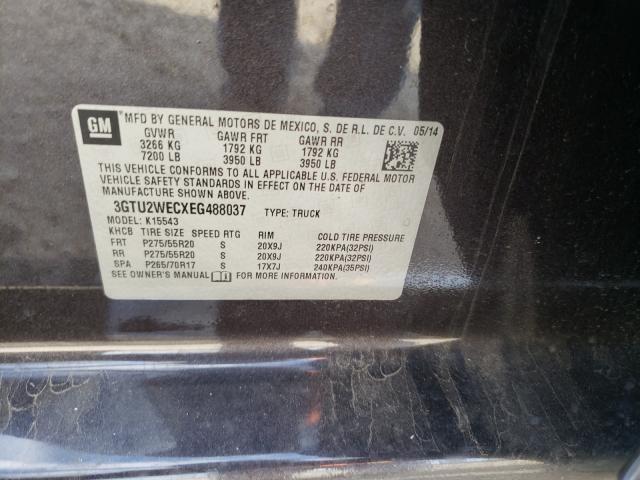 GM
MFD BY GENERAL MOTORS DE MEXICO, S. DE R.L. DE C.V. 05/14
GVWR GAWR FRT GAWR RR
3266 KG 1792 KG 1792 KG
7200 LB 3950 LB 3950 LB
THIS VEHICLE CONFORMS TO ALL APPLICABLE U.S. FEDERAL MOTOR
VEHICLE SAFETY STANDARDS IN EFFECT ON THE DATE OF
MANUFACTURE SHOWN ABOVE.
3GTU2WECXEG488037 TYPE: TRUCK
MODEL: K15543
KHCB TIRE SIZE SPEED RTG RIM COLD TIRE PRESSURE
FRT P275/55R20 S 20X9J 220KPA(32PSI)
RR P275/55R20 S 20X9J 220KPA(32PSI)
SPA P265/70R17 S 17X7J 240KPA(35PSI)
SEE OWNER'S MANUAL FOR MORE INFORMATION.